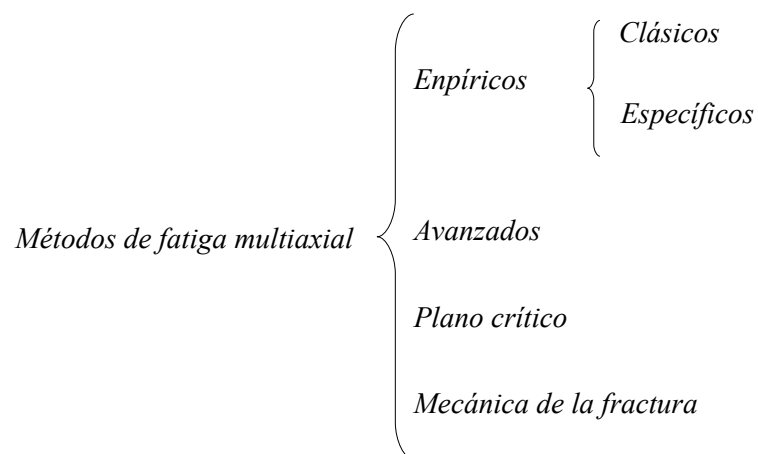 Clásicos
Enpíricos
Específicos
Métodos de fatiga multiaxial
Avanzados
Plano crítico
Mecánica de la fractura